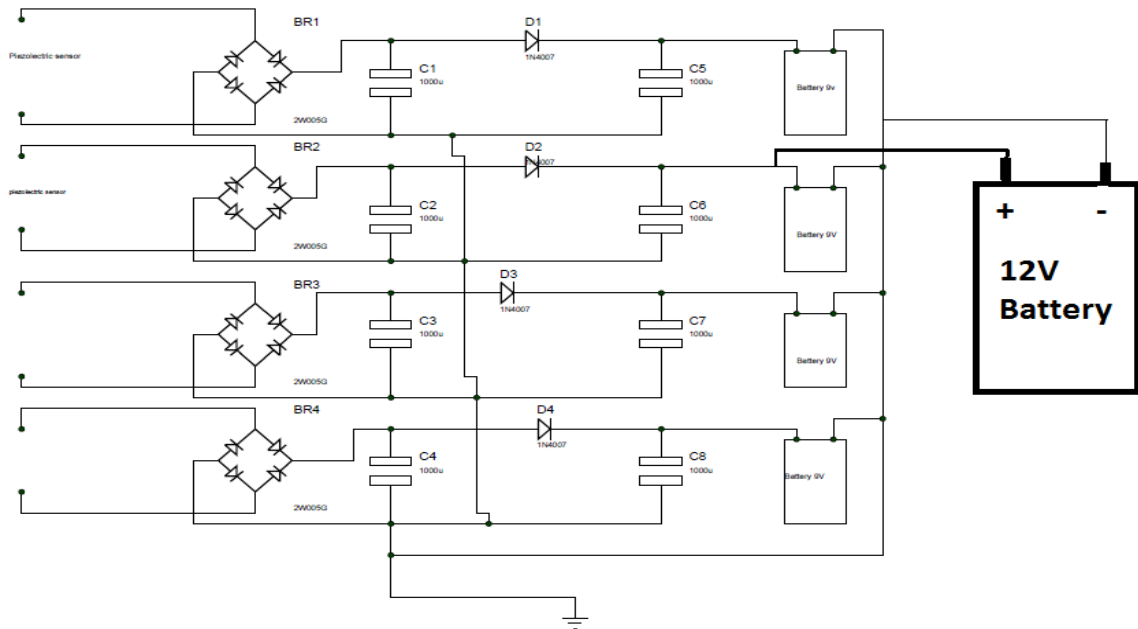 BR1
D1
Piezolectric sensor
1N4007
C1
1000u
C5
1000u
Battery 9v
2W005G
BR2
D2
1N4007
piezolectric sensor
C2
1000u
C6
1000u
Battery 9V
2W005G
+ -
12V
Battery
BR3
D3
1N4007
C3
1000u
C7
1000u
Battery 9V
2W005G
BR4
D4
1N4007
C4
1000u
C8
1000u
Battery 9V
2W005G